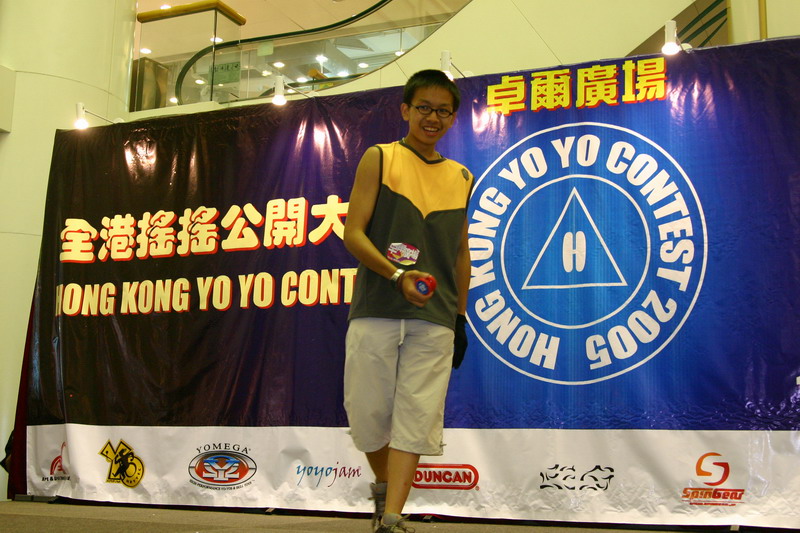 卓爾廣場
全港搖搖公開大
HONG KONG YO YO CONT
HONG KONG YO YO CONTEST 2005
H
YOMEGA
yoyojam
DUNCAN
SpinGear